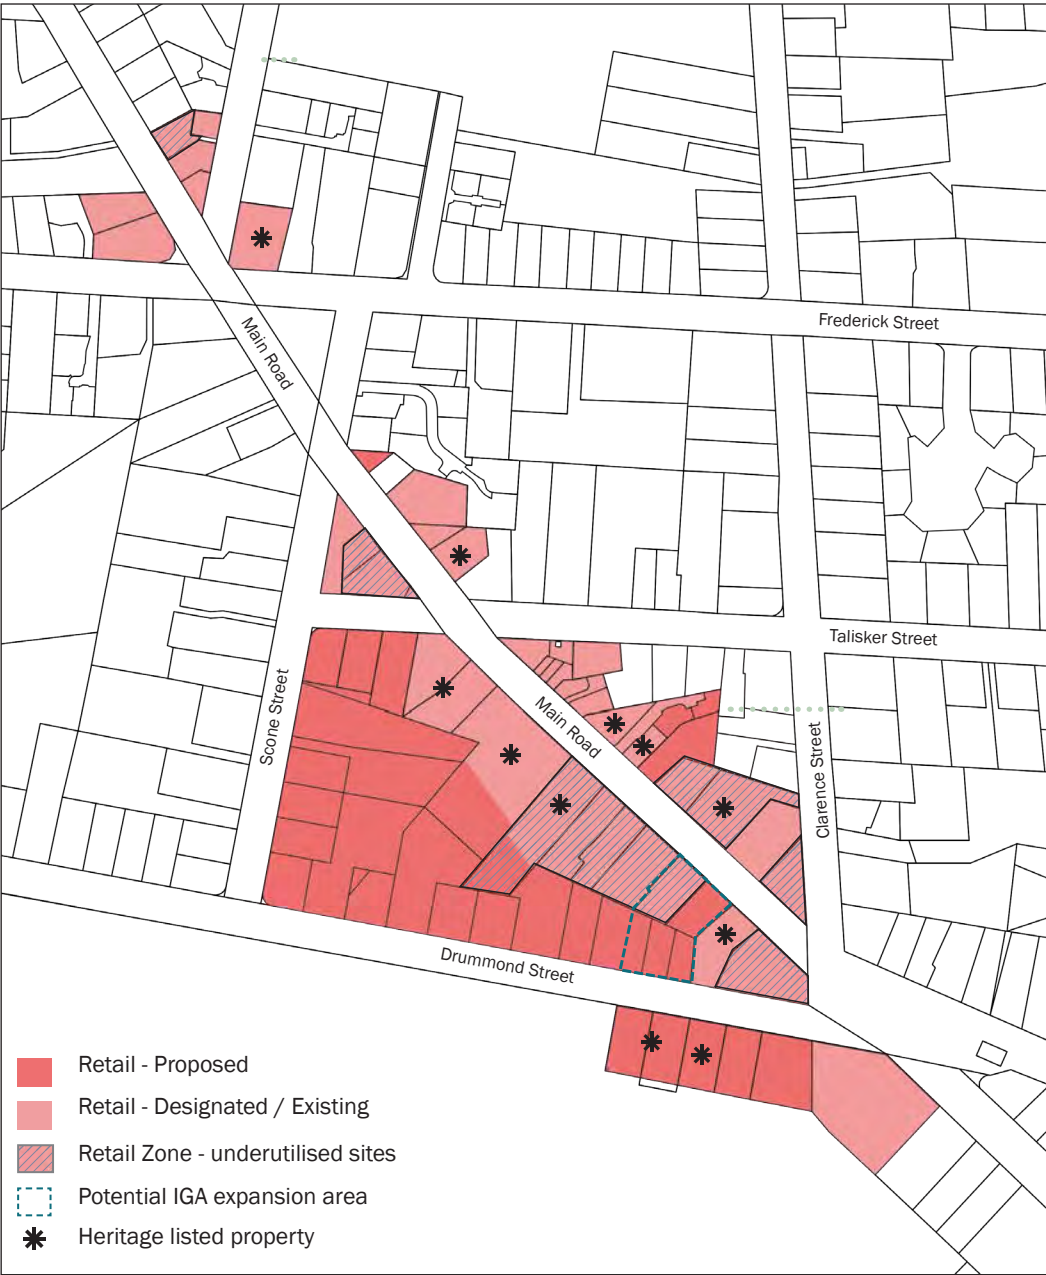 Frederick Street
Main Road
Talisker Street
Scone Street
Main Road
Clarence Street
Drummond Street
Retail - Proposed
Retail - Designated / Existing
Retail Zone - underutilised sites
Potential IGA expansion area
Heritage listed property